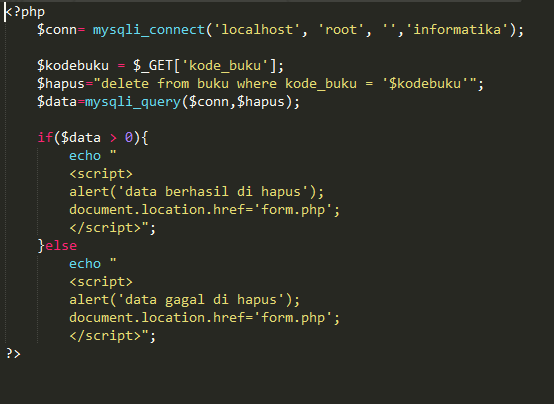 <?php
$conn= mysqli_connect('localhost', 'root', '','informatika');
$kodebuku = $_GET['kode_buku'];
$hapus="delete from buku where kode_buku = '$kodebuku'";
$data=mysqli_query($conn,$hapus);
if($data > 0){
echo "
<script>
alert('data berhasil di hapus');
document.location.href='form.php';
</script>";
}else
echo "
<script>
alert('data gagal di hapus');
document.location.href='form.php';
</script>";
?>